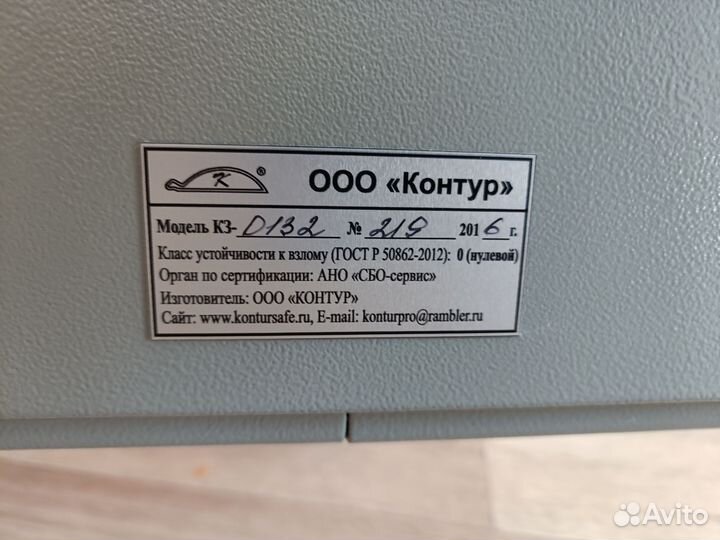 К ®
ООО «Контур»
Модель КЗ- D132 № 219 2016 г.
Класс устойчивости к взлому (ГОСТ Р 50862-2012): 0 (нулевой)
Орган по сертификации: АНО «СБО-сервис»
Изготовитель: ООО «КОНТУР»
Сайт: www.kontursafe.ru, E-mail: konturpro@rambler.ru
Avito